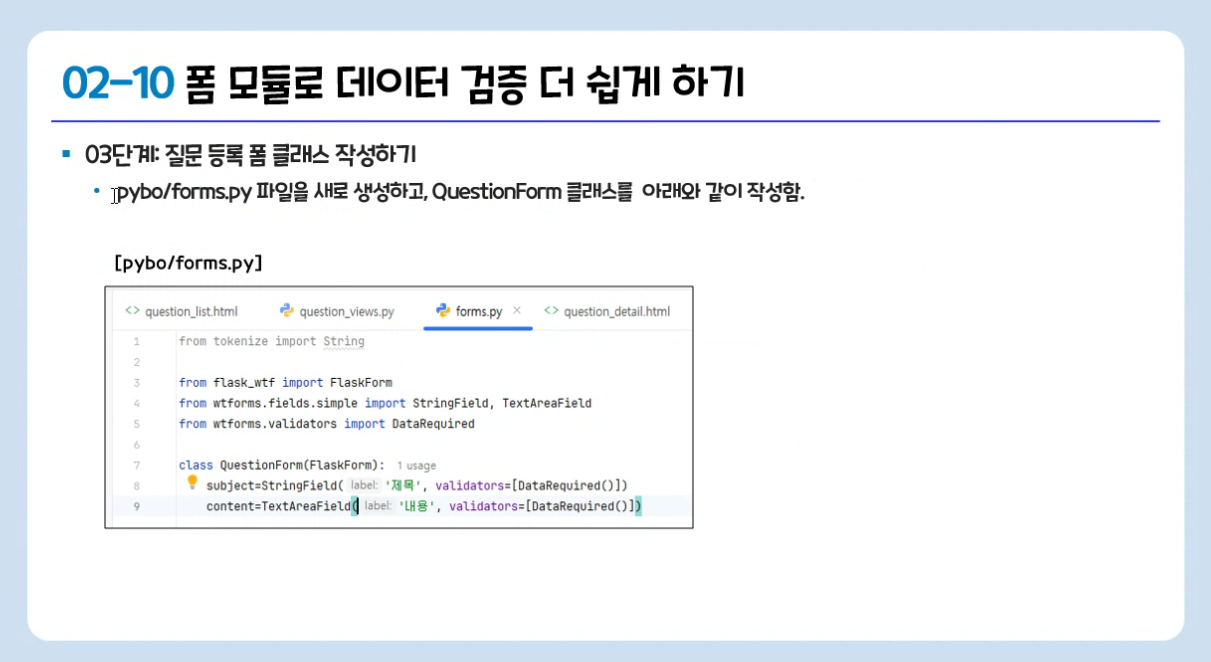 02-10 폼 모듈로 데이터 검증 더 쉽게 하기
03단계: 질문 등록 폼 클래스 작성하기
pybo/forms.py 파일을 새로 생성하고, QuestionForm 클래스를 아래와 같이 작성함.
[pybo/forms.py]
<> question_list.html question_views.py forms.py × <> question_detail.html
1 from tokenize import String
2
3 from flask_wtf import FlaskForm
4 from wtforms.fields.simple import StringField, TextAreaField
5 from wtforms.validators import DataRequired
6
7 class QuestionForm(FlaskForm): 1 usage
8 subject=StringField( label: '제목', validators=[DataRequired()])
9 content=TextAreaField( label: '내용', validators=[DataRequired()])